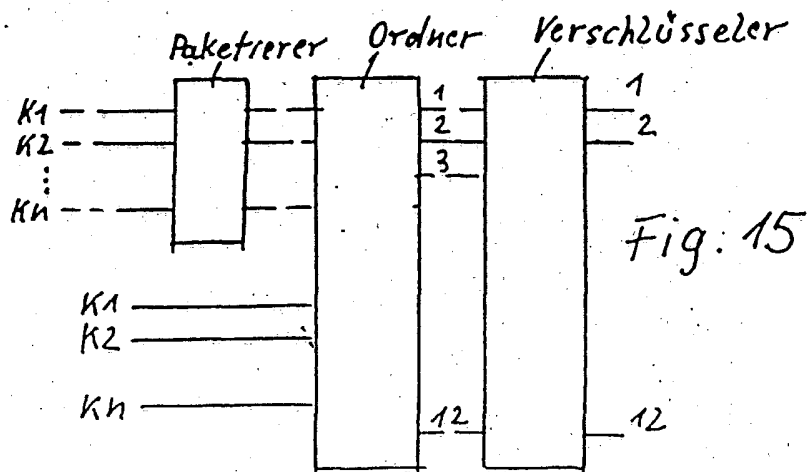 Paketierer Ordner Verschlüsseler
K1 1 1
K2 2 2
3
Kn
Fig. 15
K1
K2
Kn 12 12